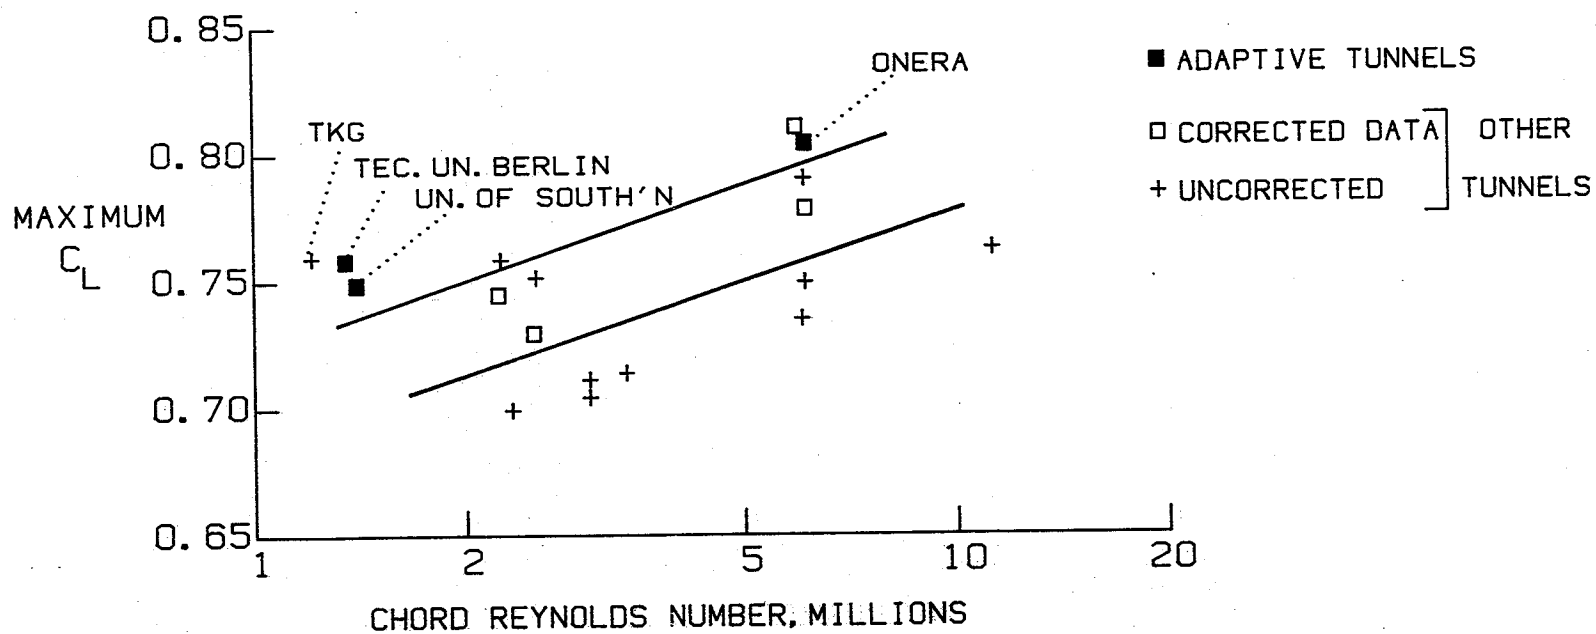 0.85
ONERA
■ ADAPTIVE TUNNELS
TKG
□ CORRECTED DATA
OTHER
0.80
TEC. UN. BERLIN
+ UNCORRECTED
TUNNELS
UN. OF SOUTH'N
MAXIMUM
CL
0.75
0.70
0.65
1 2 5 10 20
CHORD REYNOLDS NUMBER, MILLIONS